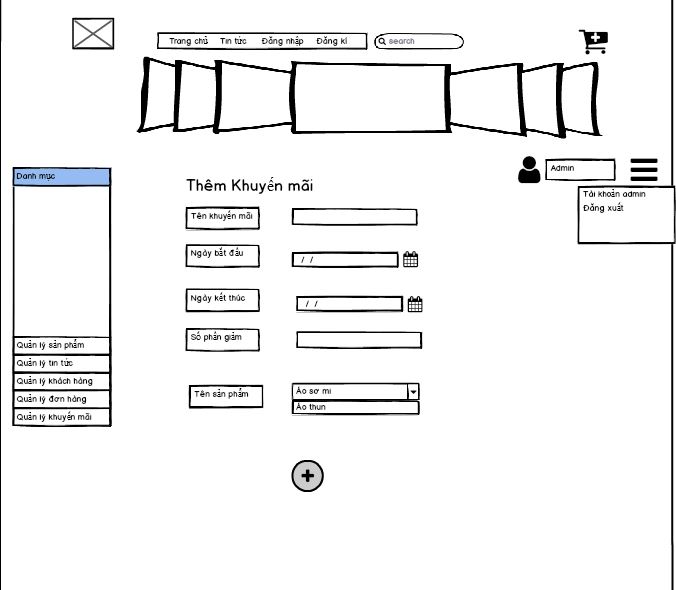 Trang chủ Tin tức Đăng nhập Đăng kí search
Admin
Tài khoản admin
Đăng xuất
Danh mục
Quản lý sản phẩm
Quản lý tin tức
Quản lý khách hàng
Quản lý đơn hàng
Quản lý khuyến mãi
Thêm Khuyến mãi
Tên khuyến mãi
Ngày bắt đầu / /
Ngày kết thúc / /
Số phần giảm
Tên sản phẩm Áo sơ mi
Áo thun